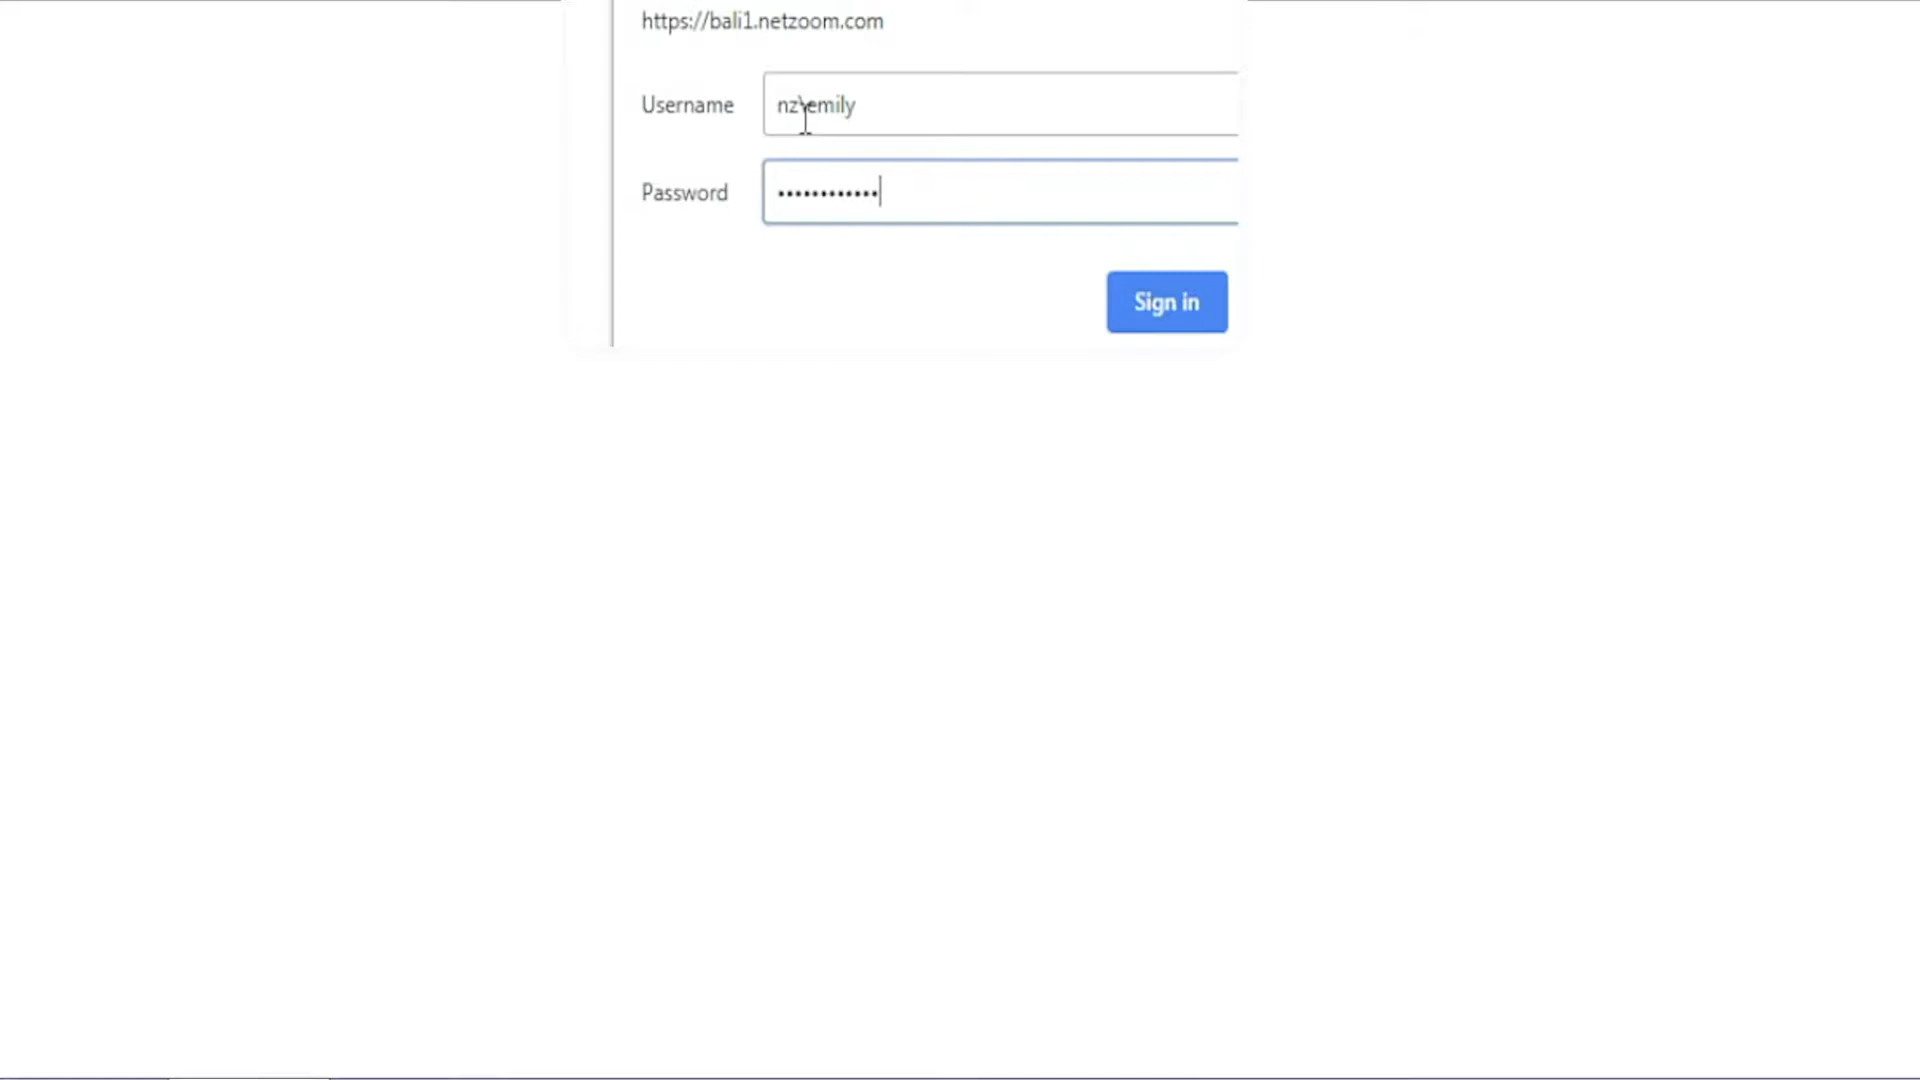 https://bali1.netzoom.com
Username nz\emily
Password ••••••••••••
Sign in